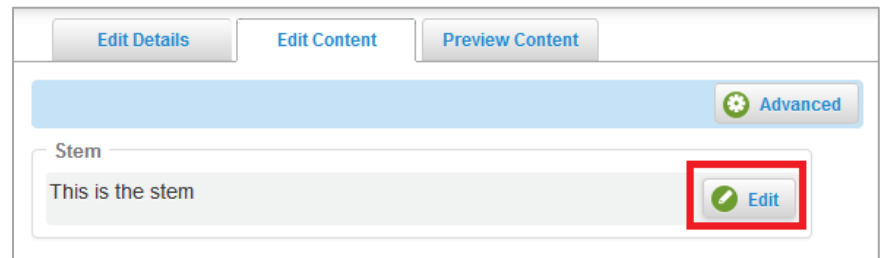 Edit Details Edit Content Preview Content
Advanced
Stem
This is the stem
Edit